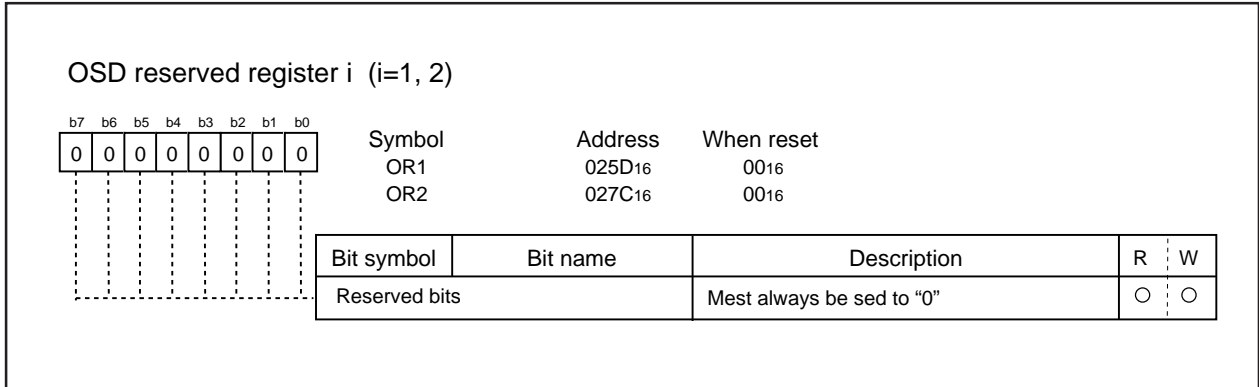 OSD reserved register i (i=1, 2)
b7 b6 b5 b4 b3 b2 b1 b0
0 0 0 0 0 0 0 0
Symbol Address When reset
OR1 025D16 0016
OR2 027C16 0016
Bit symbol Bit name Description R W
Reserved bits Mest always be sed to “0”